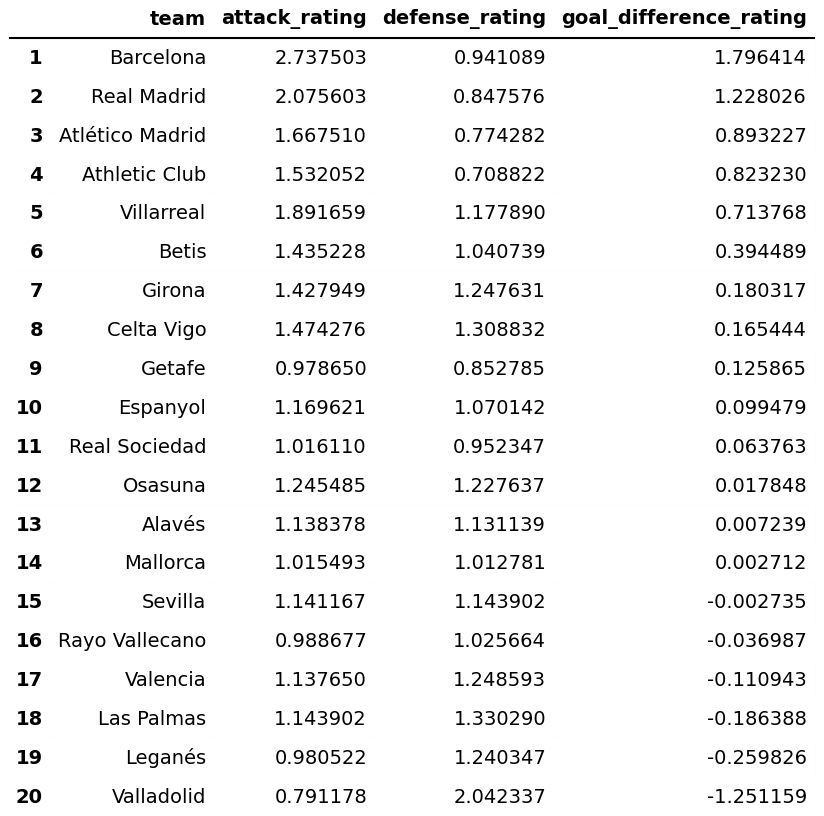 team attack_rating defense_rating goal_difference_rating
1 Barcelona 2.737503 0.941089 1.796414
2 Real Madrid 2.075603 0.847576 1.228026
3 Atlético Madrid 1.667510 0.774282 0.893227
4 Athletic Club 1.532052 0.708822 0.823230
5 Villarreal 1.891659 1.177890 0.713768
6 Betis 1.435228 1.040739 0.394489
7 Girona 1.427949 1.247631 0.180317
8 Celta Vigo 1.474276 1.308832 0.165444
9 Getafe 0.978650 0.852785 0.125865
10 Espanyol 1.169621 1.070142 0.099479
11 Real Sociedad 1.016110 0.952347 0.063763
12 Osasuna 1.245485 1.227637 0.017848
13 Alavés 1.138378 1.131139 0.007239
14 Mallorca 1.015493 1.012781 0.002712
15 Sevilla 1.141167 1.143902 -0.002735
16 Rayo Vallecano 0.988677 1.025664 -0.036987
17 Valencia 1.137650 1.248593 -0.110943
18 Las Palmas 1.143902 1.330290 -0.186388
19 Leganés 0.980522 1.240347 -0.259826
20 Valladolid 0.791178 2.042337 -1.251159